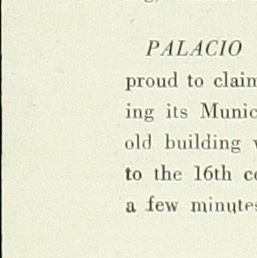 PALACIO
proud to claim
ing its Munic
old building
to the 16th
a few minutes